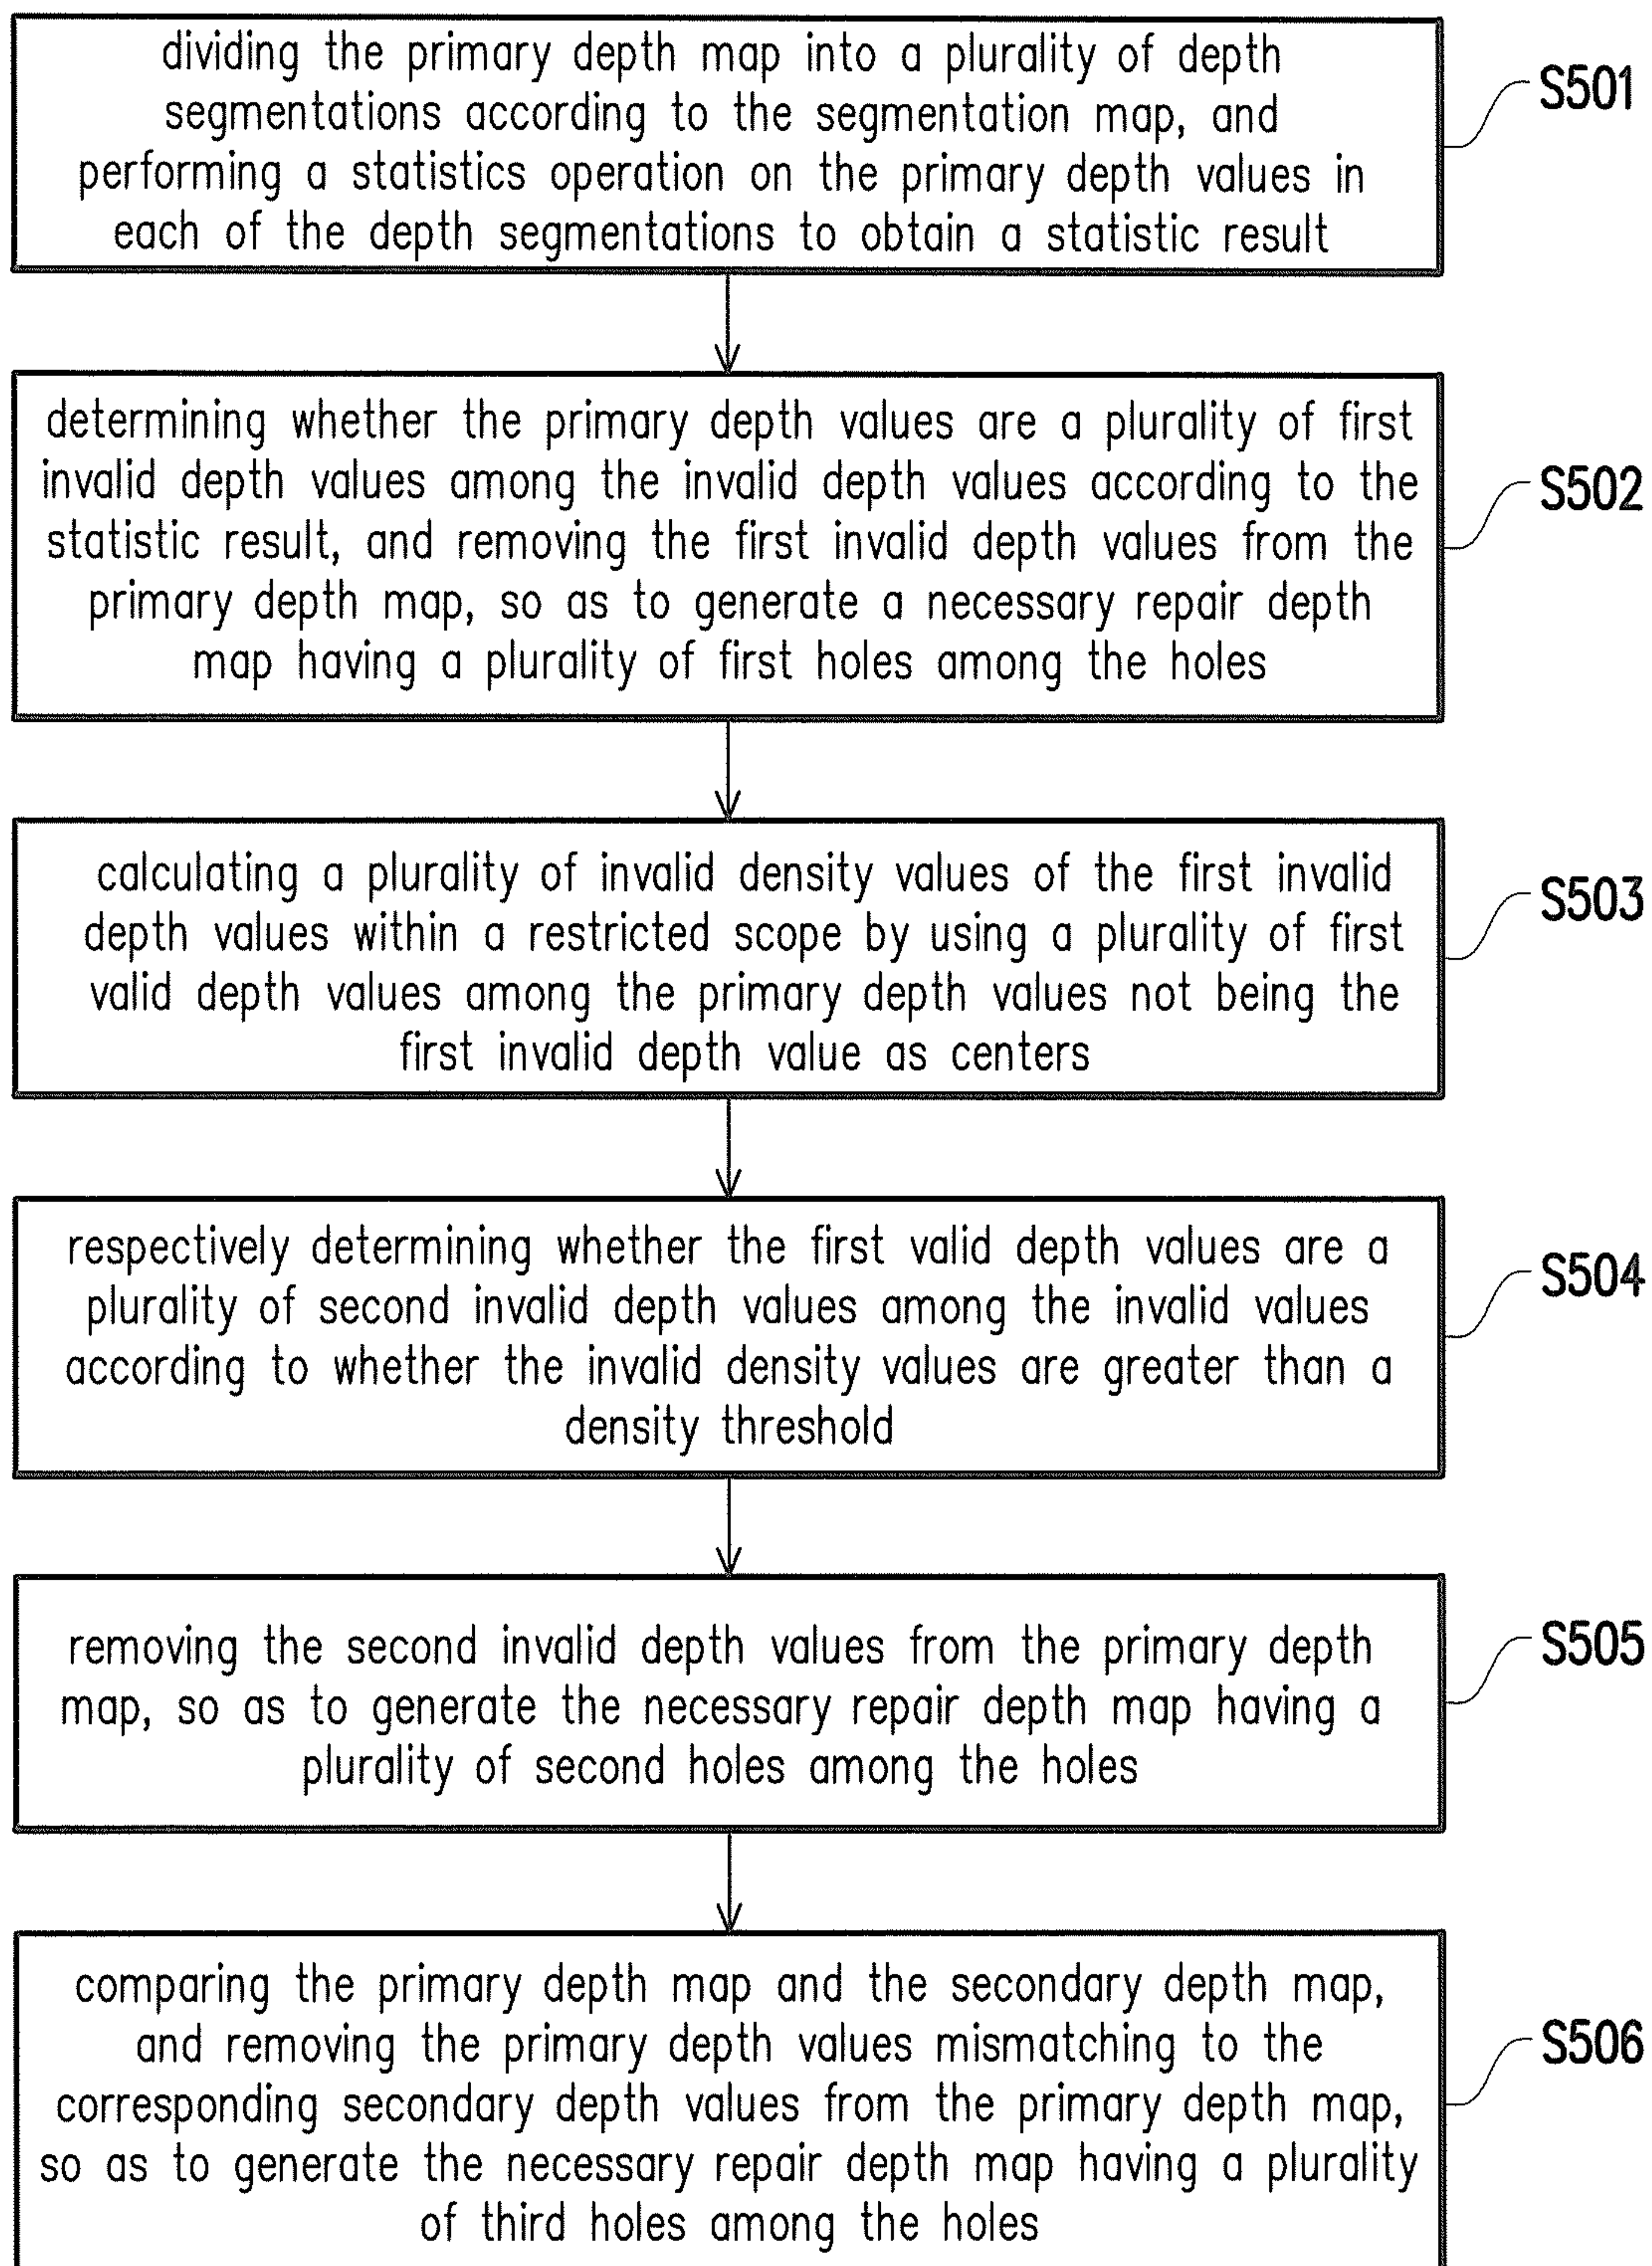 dividing the primary depth map into a plurality of depth
segmentations according to the segmentation map, and
performing a statistics operation on the primary depth values in
each of the depth segmentations to obtain a statistic result
S501
determining whether the primary depth values are a plurality of first
invalid depth values among the invalid depth values according to the
statistic result, and removing the first invalid depth values from the
primary depth map, so as to generate a necessary repair depth
map having a plurality of first holes among the holes
S502
calculating a plurality of invalid density values of the first invalid
depth values within a restricted scope by using a plurality of first
valid depth values among the primary depth values not being the
first invalid depth value as centers
S503
respectively determining whether the first valid depth values are a
plurality of second invalid depth values among the invalid values
according to whether the invalid density values are greater than a
density threshold
S504
removing the second invalid depth values from the primary depth
map, so as to generate the necessary repair depth map having a
plurality of second holes among the holes
S505
comparing the primary depth map and the secondary depth map,
and removing the primary depth values mismatching to the
corresponding secondary depth values from the primary depth map,
so as to generate the necessary repair depth map having a plurality
of third holes among the holes
S506